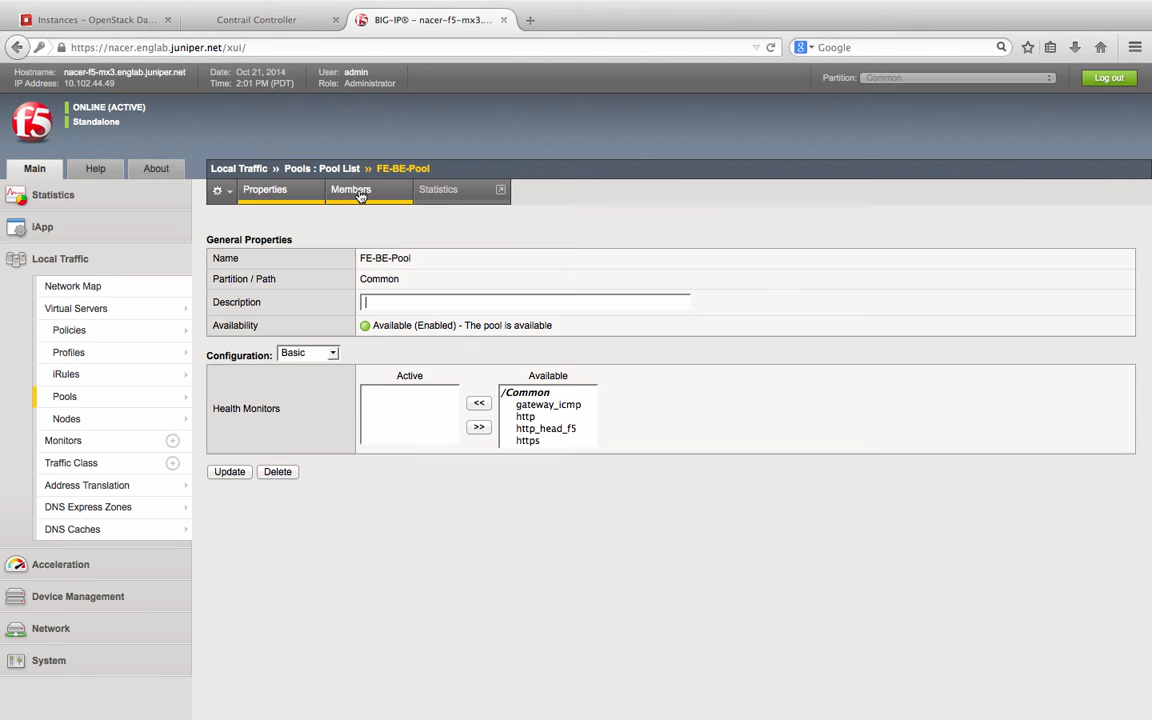 Instances - OpenStack Da...
Contrail Controller
BIG-IP® - nacer-f5-mx3....
https://nacer.englab.juniper.net/xui/
Google
Hostname: nacer-f5-mx3.englab.juniper.net
IP Address: 10.102.44.49
Date: Oct 21, 2014
Time: 2:01 PM (PDT)
User: admin
Role: Administrator
Partition: Common
Log out
f5
ONLINE (ACTIVE)
Standalone
Main
Help
About
Local Traffic » Pools : Pool List » FE-BE-Pool
Properties
Members
Statistics
Statistics
iApp
Local Traffic
Network Map
Virtual Servers
Policies
Profiles
iRules
Pools
Nodes
Monitors
Traffic Class
Address Translation
DNS Express Zones
DNS Caches
Acceleration
Device Management
Network
System
General Properties
Name FE-BE-Pool
Partition / Path Common
Description
Availability Available (Enabled) - The pool is available
Configuration: Basic
Health Monitors
Active
<<
>>
Available
/Common
gateway_icmp
http
http_head_f5
https
Update
Delete